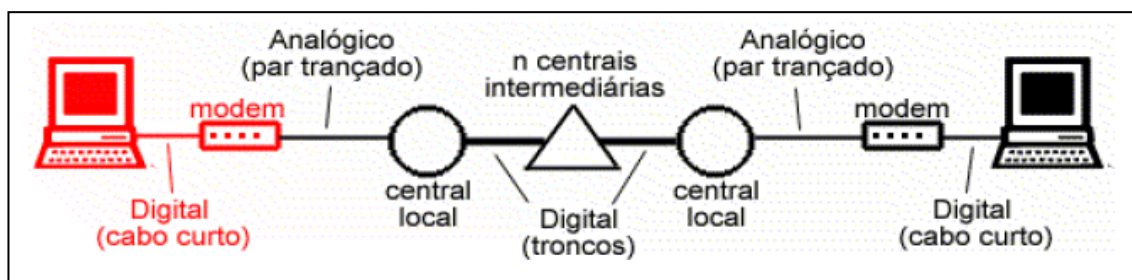 Analógico
(par trançado)
n centrais
intermediárias
Analógico
(par trançado)
modem
modem
Digital
(cabo curto)
central
local
Digital
(troncos)
central
local
Digital
(cabo curto)